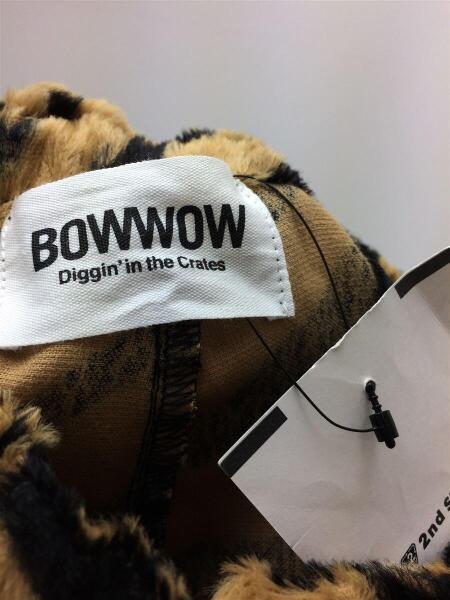 BOWWOW
Diggin' in the Crates
2nd S